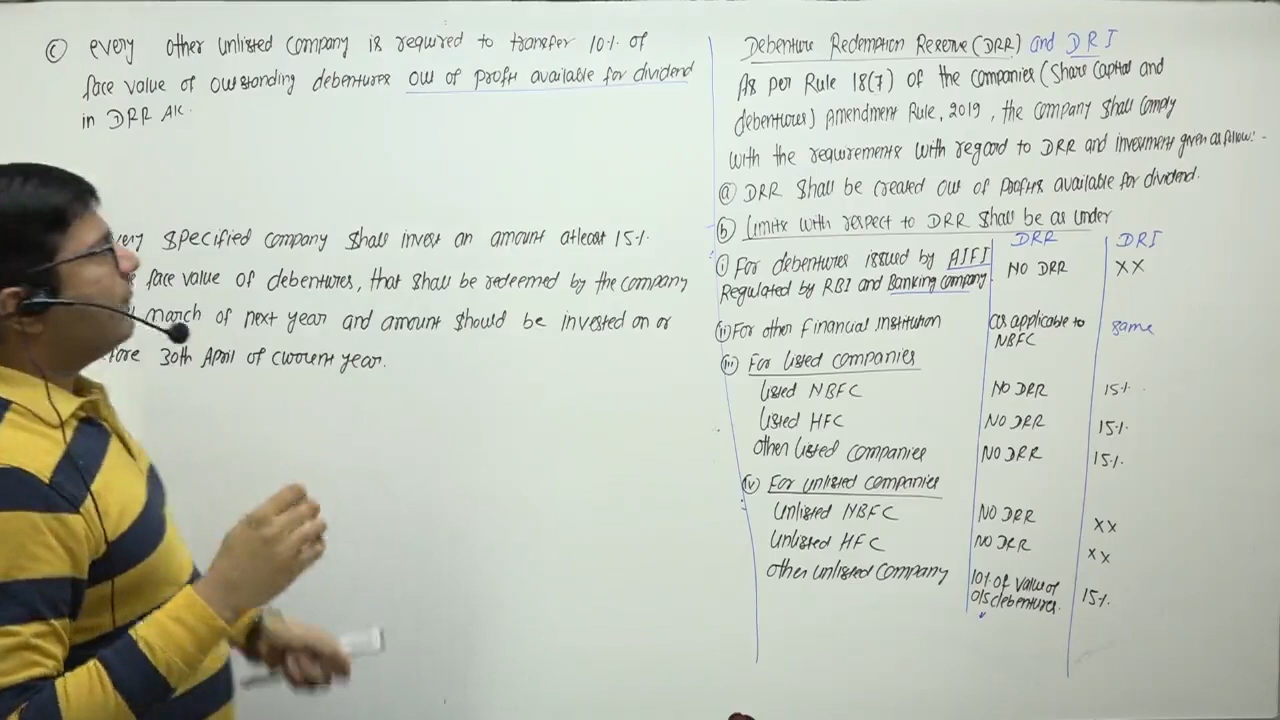 (c) every other unlisted company is required to transfer 10% of
face value of outstanding debentures out of profit available for dividend
in DRR A/c.
very specified company shall invest an amount atleast 15%
face value of debentures, that shall be redeemed by the company
march of next year and amount should be invested on or
fore 30th April of current year.
Debenture Redemption Reserve (DRR) and DRI
As per Rule 18(7) of the companies (Share Capital and
debentures) Amendment Rule, 2019, the company shall comply
with the requirements with regard to DRR and investment given as follow:-
(a) DRR shall be created out of profits available for dividend.
(b) Limits with respect to DRR shall be as under
DRR DRI
(i) For debentures issued by AIFI NO DRR XX
Regulated by RBI and Banking company
(ii) For other Financial Institution as applicable to same
NBFC
(iii) For Listed companies
Listed NBFC NO DRR 15%
Listed HFC NO DRR 15%
Other Listed companies NO DRR 15%
(iv) For unlisted companies
Unlisted NBFC NO DRR XX
Unlisted HFC NO DRR XX
Other unlisted Company 10% of value of 15%
o/s debentures